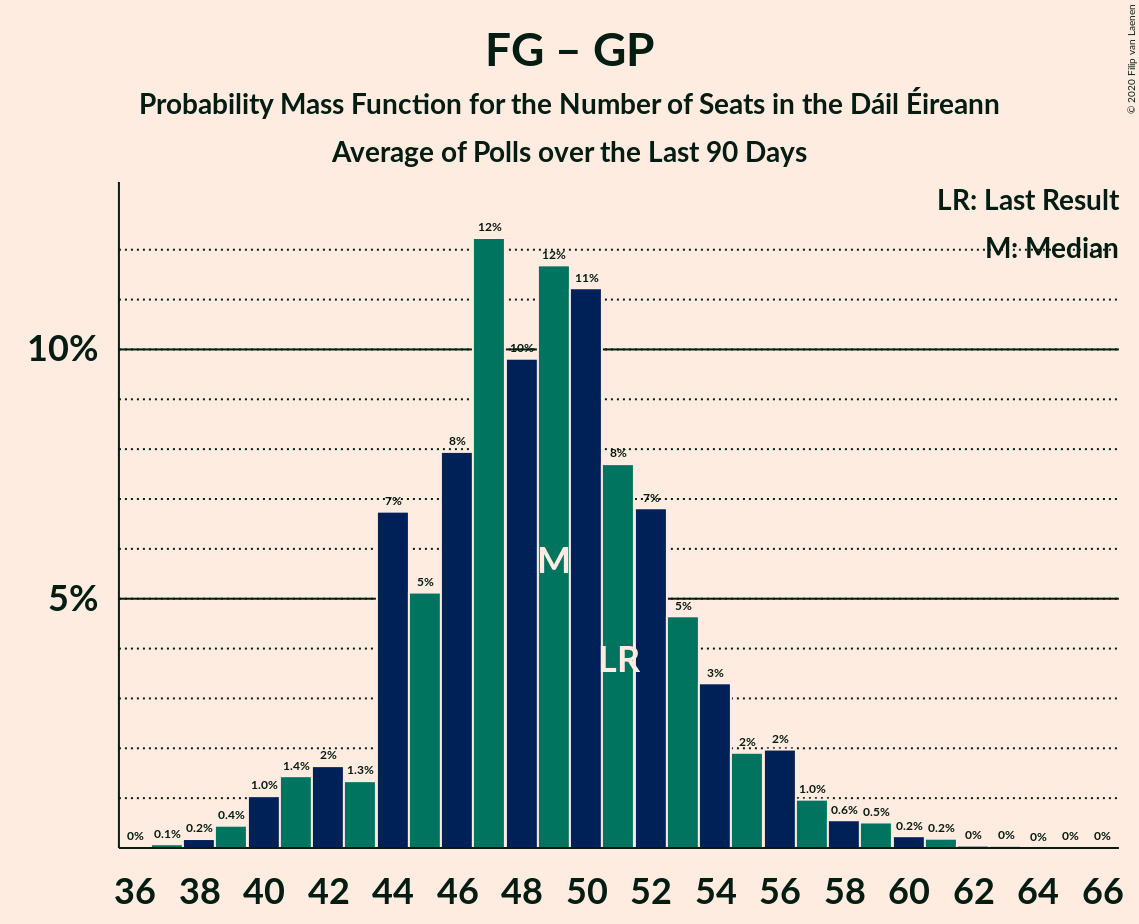 FG – GP
Probability Mass Function for the Number of Seats in the Dáil Éireann
Average of Polls over the Last 90 Days
© 2020 Filip van Laenen
LR: Last Result
M: Median
10%
5%
0% 0.1% 0.2% 0.4% 1.0% 1.4% 2% 1.3% 7% 5% 8% 12% 10% 12% 11% 8% 7% 5% 3% 2% 2% 1.0% 0.6% 0.5% 0.2% 0.2% 0% 0% 0% 0% 0%
M
LR
36 38 40 42 44 46 48 50 52 54 56 58 60 62 64 66